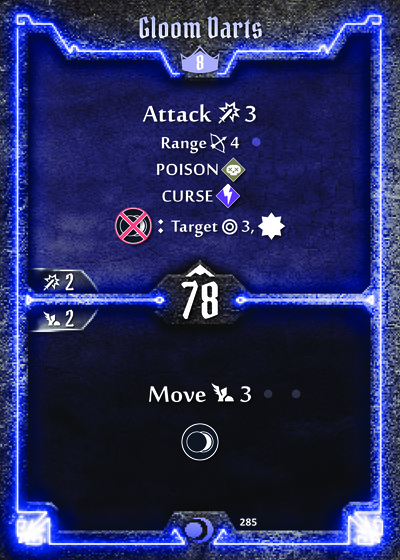 Gloom Darts
8
Attack 3
Range 4
POISON
CURSE
: Target 3,
2
78
2
Move 3
285